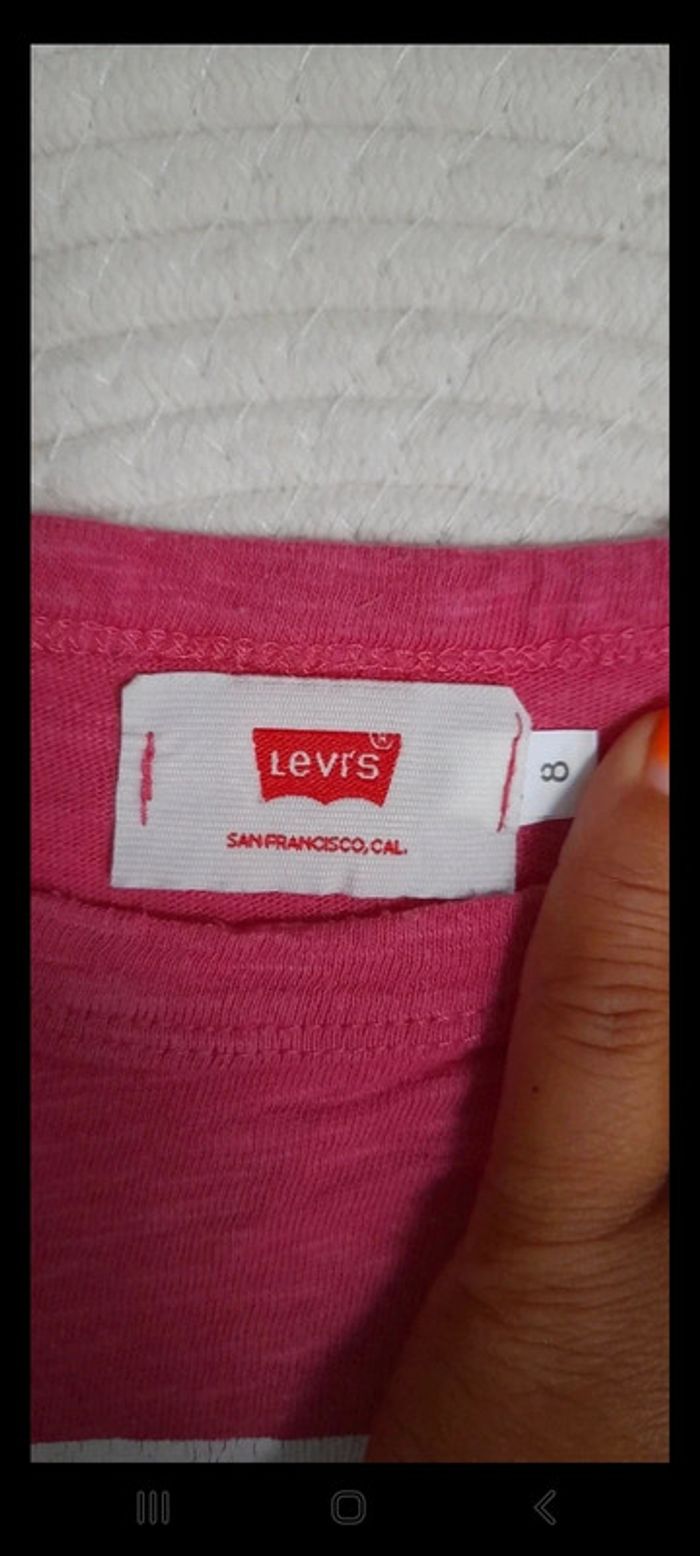 Levi's
8
SAN FRANCISCO, CAL.